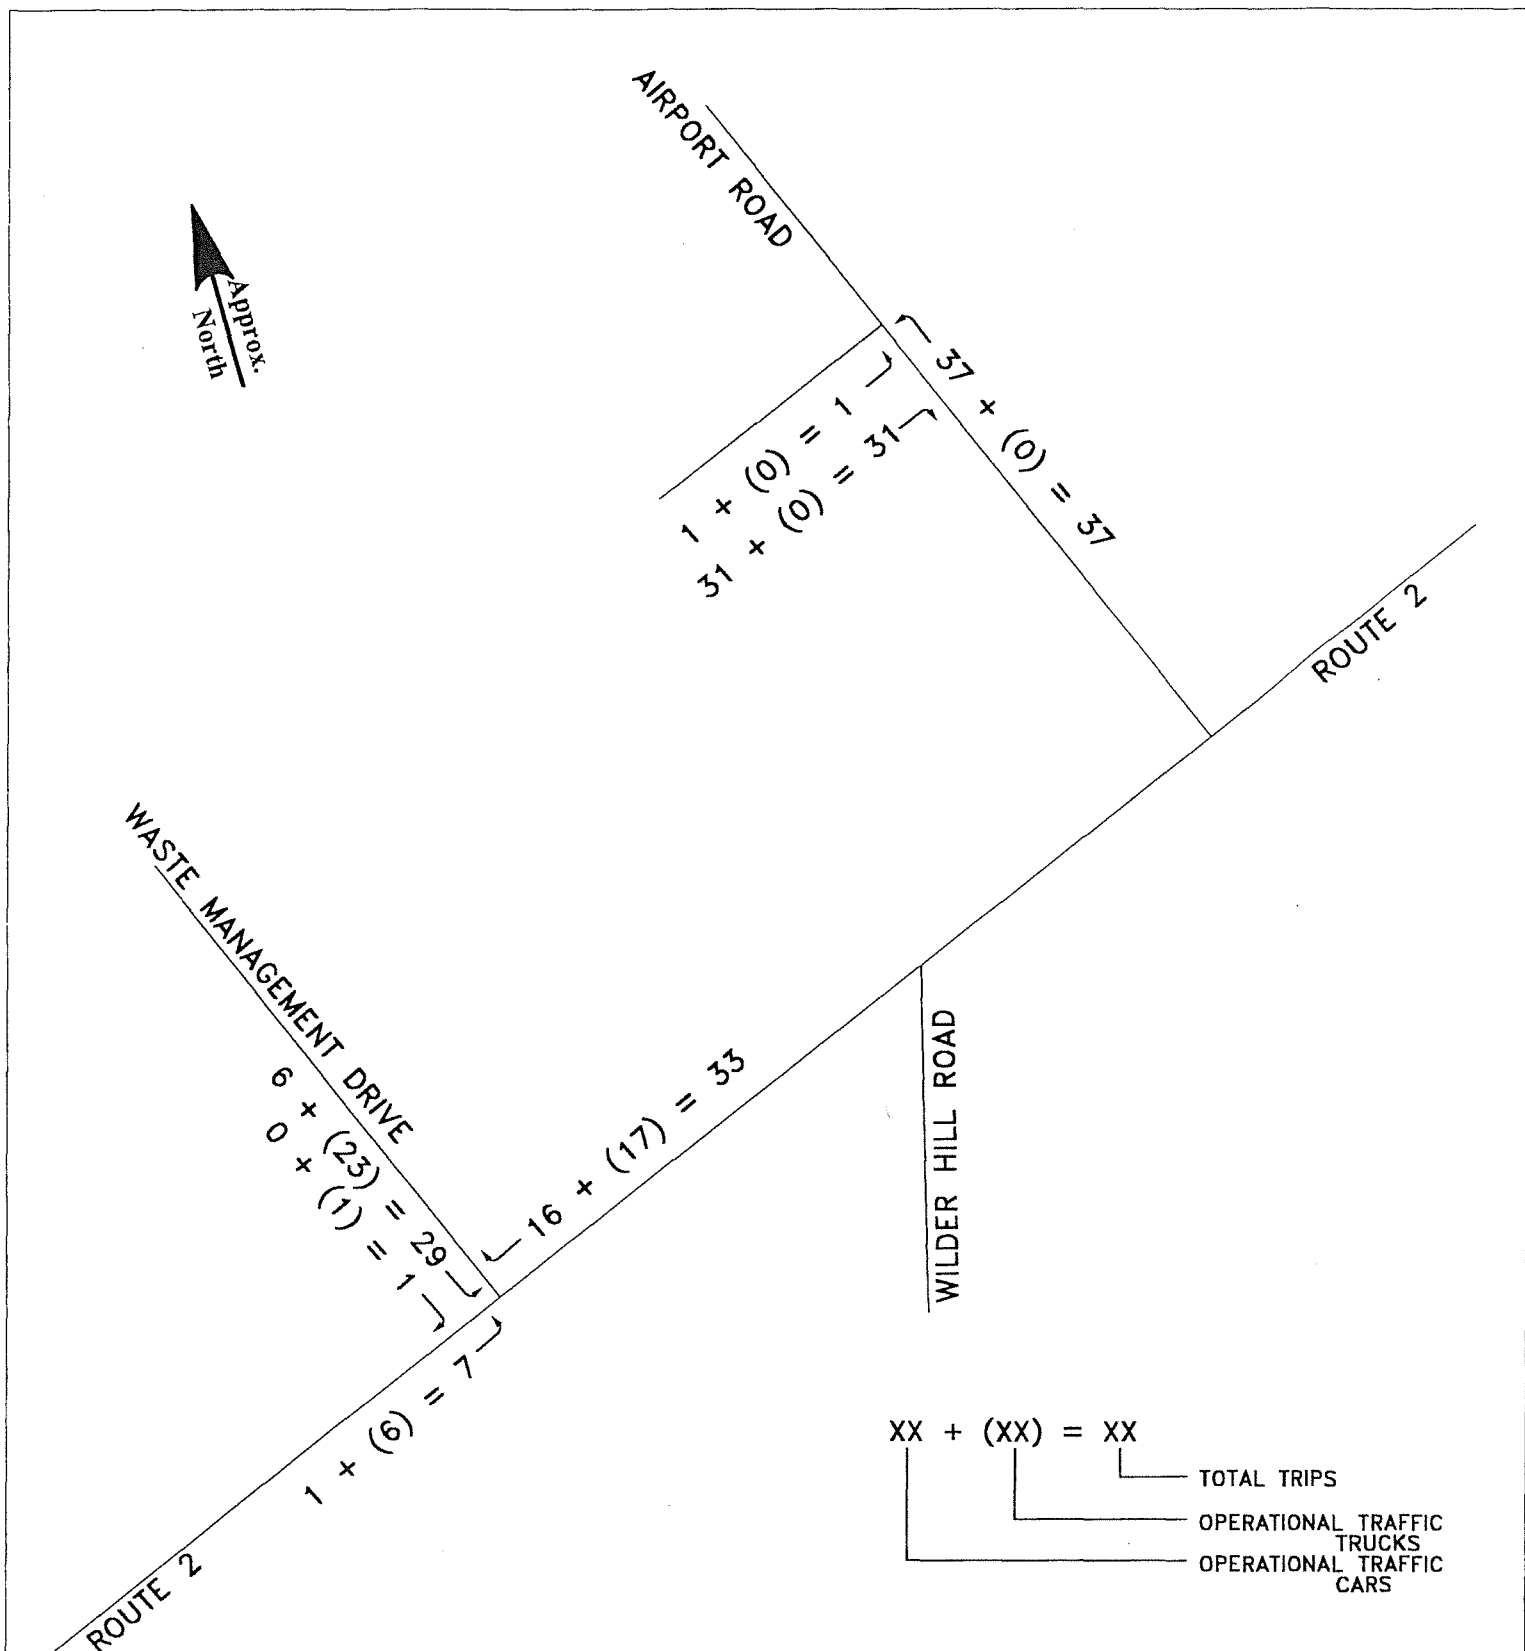 AIRPORT ROAD
Approx.
North
37 + (0) = 37
1 + (0) = 1
31 + (0) = 31
ROUTE 2
WASTE MANAGEMENT DRIVE
6 + (23) = 29
0 + (1) = 1
16 + (17) = 33
WILDER HILL ROAD
1 + (6) = 7
ROUTE 2
XX + (XX) = XX
TOTAL TRIPS
OPERATIONAL TRAFFIC
TRUCKS
OPERATIONAL TRAFFIC
CARS